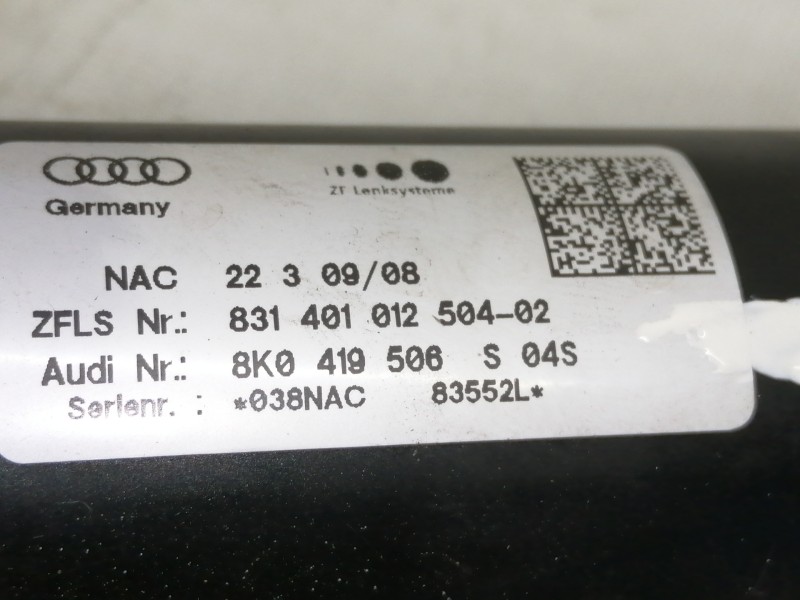 Germany
ZF Lenksysteme
NAC 22 3 09/08
ZFLS Nr.: 831 401 012 504-02
Audi Nr.: 8K0 419 506 S 04S
Serienr. : *038NAC 83552L*